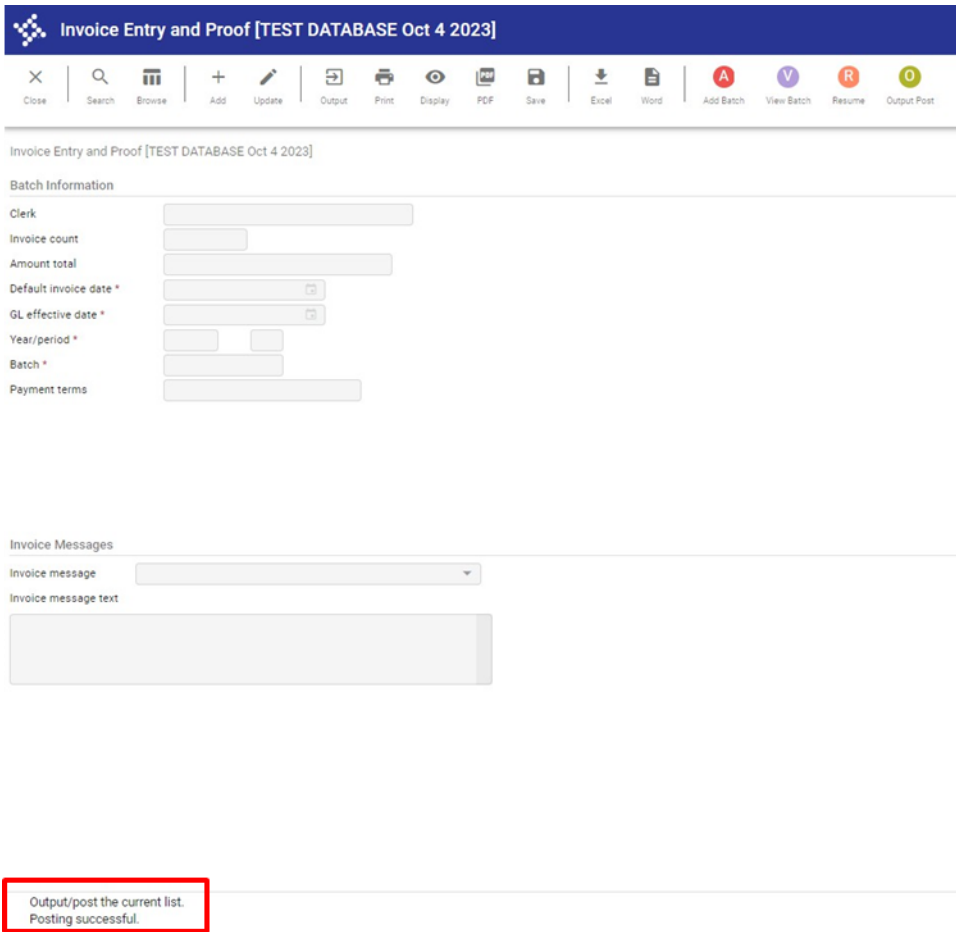 Invoice Entry and Proof [TEST DATABASE Oct 4 2023]
Close Search Browse Add Update Output Print Display PDF Save Excel Word Add Batch View Batch Resume Output Post
PDF A V R O
Invoice Entry and Proof [TEST DATABASE Oct 4 2023]
Batch Information
Clerk
Invoice count
Amount total
Default invoice date *
GL effective date *
Year/period *
Batch *
Payment terms
Invoice Messages
Invoice message
Invoice message text
Output/post the current list.
Posting successful.